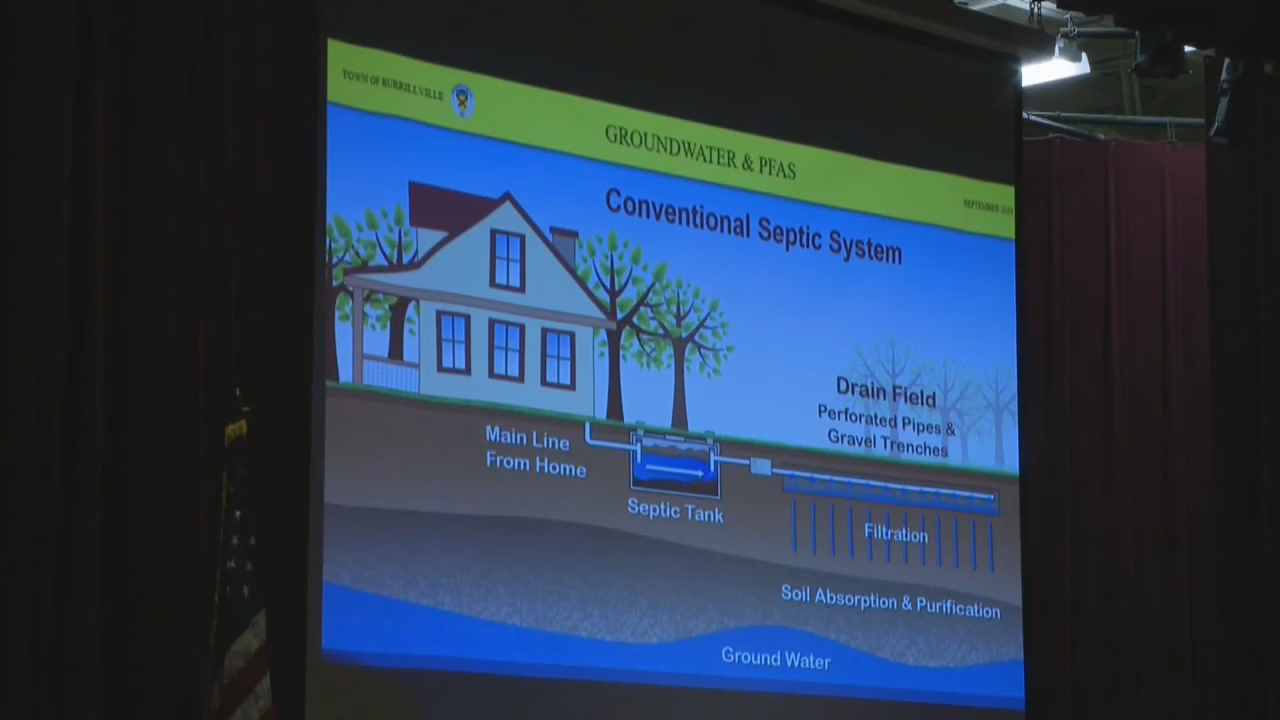 TOWN OF BURRILLVILLE
GROUNDWATER & PFAS
SEPTEMBER
Conventional Septic System
Drain Field
Perforated Pipes &
Gravel Trenches
Main Line
From Home
Septic Tank
Filtration
Soil Absorption & Purification
Ground Water